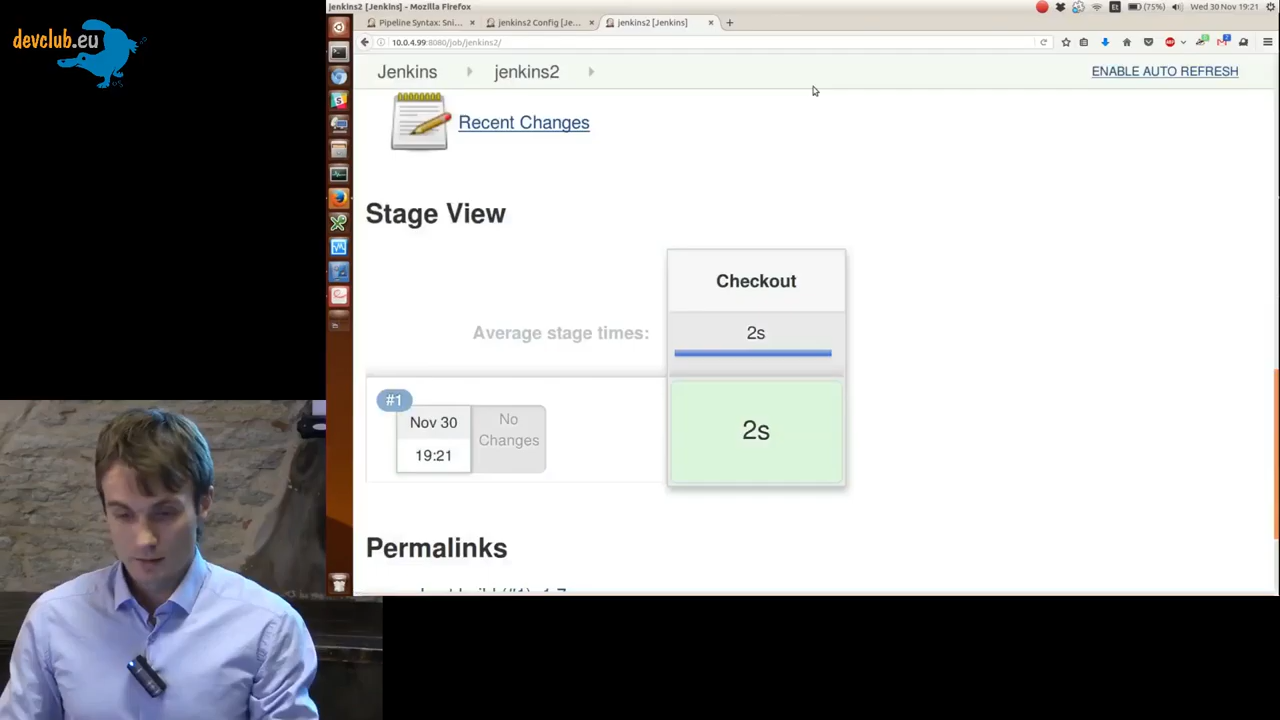 devclub.eu
jenkins2 [Jenkins] - Mozilla Firefox
Et
(75%)
Wed 30 Nov 19:21
Pipeline Syntax: Sni...
jenkins2 Config [Je...
jenkins2 [Jenkins]
10.0.4.99:8080/job/jenkins2/
Jenkins
jenkins2
ENABLE AUTO REFRESH
Recent Changes
Stage View
Checkout
Average stage times:
2s
#1
Nov 30
19:21
No
Changes
2s
Permalinks